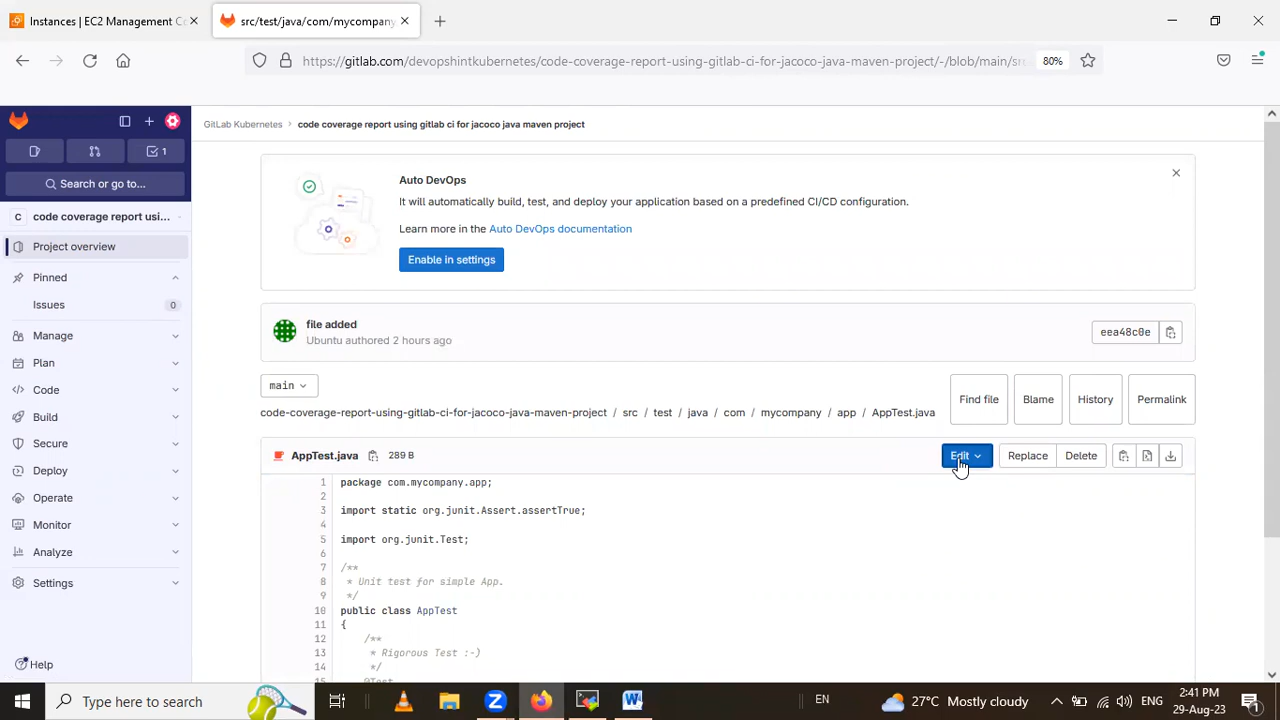 Instances | EC2 Management Co
src/test/java/com/mycompany
https://gitlab.com/devopshintkubernetes/code-coverage-report-using-gitlab-ci-for-jacoco-java-maven-project/-/blob/main/src
80%
GitLab Kubernetes > code coverage report using gitlab ci for jacoco java maven project
1
Search or go to...
C code coverage report usi...
Project overview
Pinned
Issues 0
Manage
Plan
Code
Build
Secure
Deploy
Operate
Monitor
Analyze
Settings
Help
Auto DevOps
It will automatically build, test, and deploy your application based on a predefined CI/CD configuration.
Learn more in the Auto DevOps documentation
Enable in settings
file added
Ubuntu authored 2 hours ago
eea48c0e
main
Find file Blame History Permalink
code-coverage-report-using-gitlab-ci-for-jacoco-java-maven-project / src / test / java / com / mycompany / app / AppTest.java
AppTest.java 289 B
Edit Replace Delete
1 package com.mycompany.app;
2
3 import static org.junit.Assert.assertTrue;
4
5 import org.junit.Test;
6
7 /**
8 * Unit test for simple App.
9 */
10 public class AppTest
11 {
12 /**
13 * Rigorous Test :-)
14 */
15 @Test
Type here to search
EN
27°C Mostly cloudy
ENG
2:41 PM
29-Aug-23
1